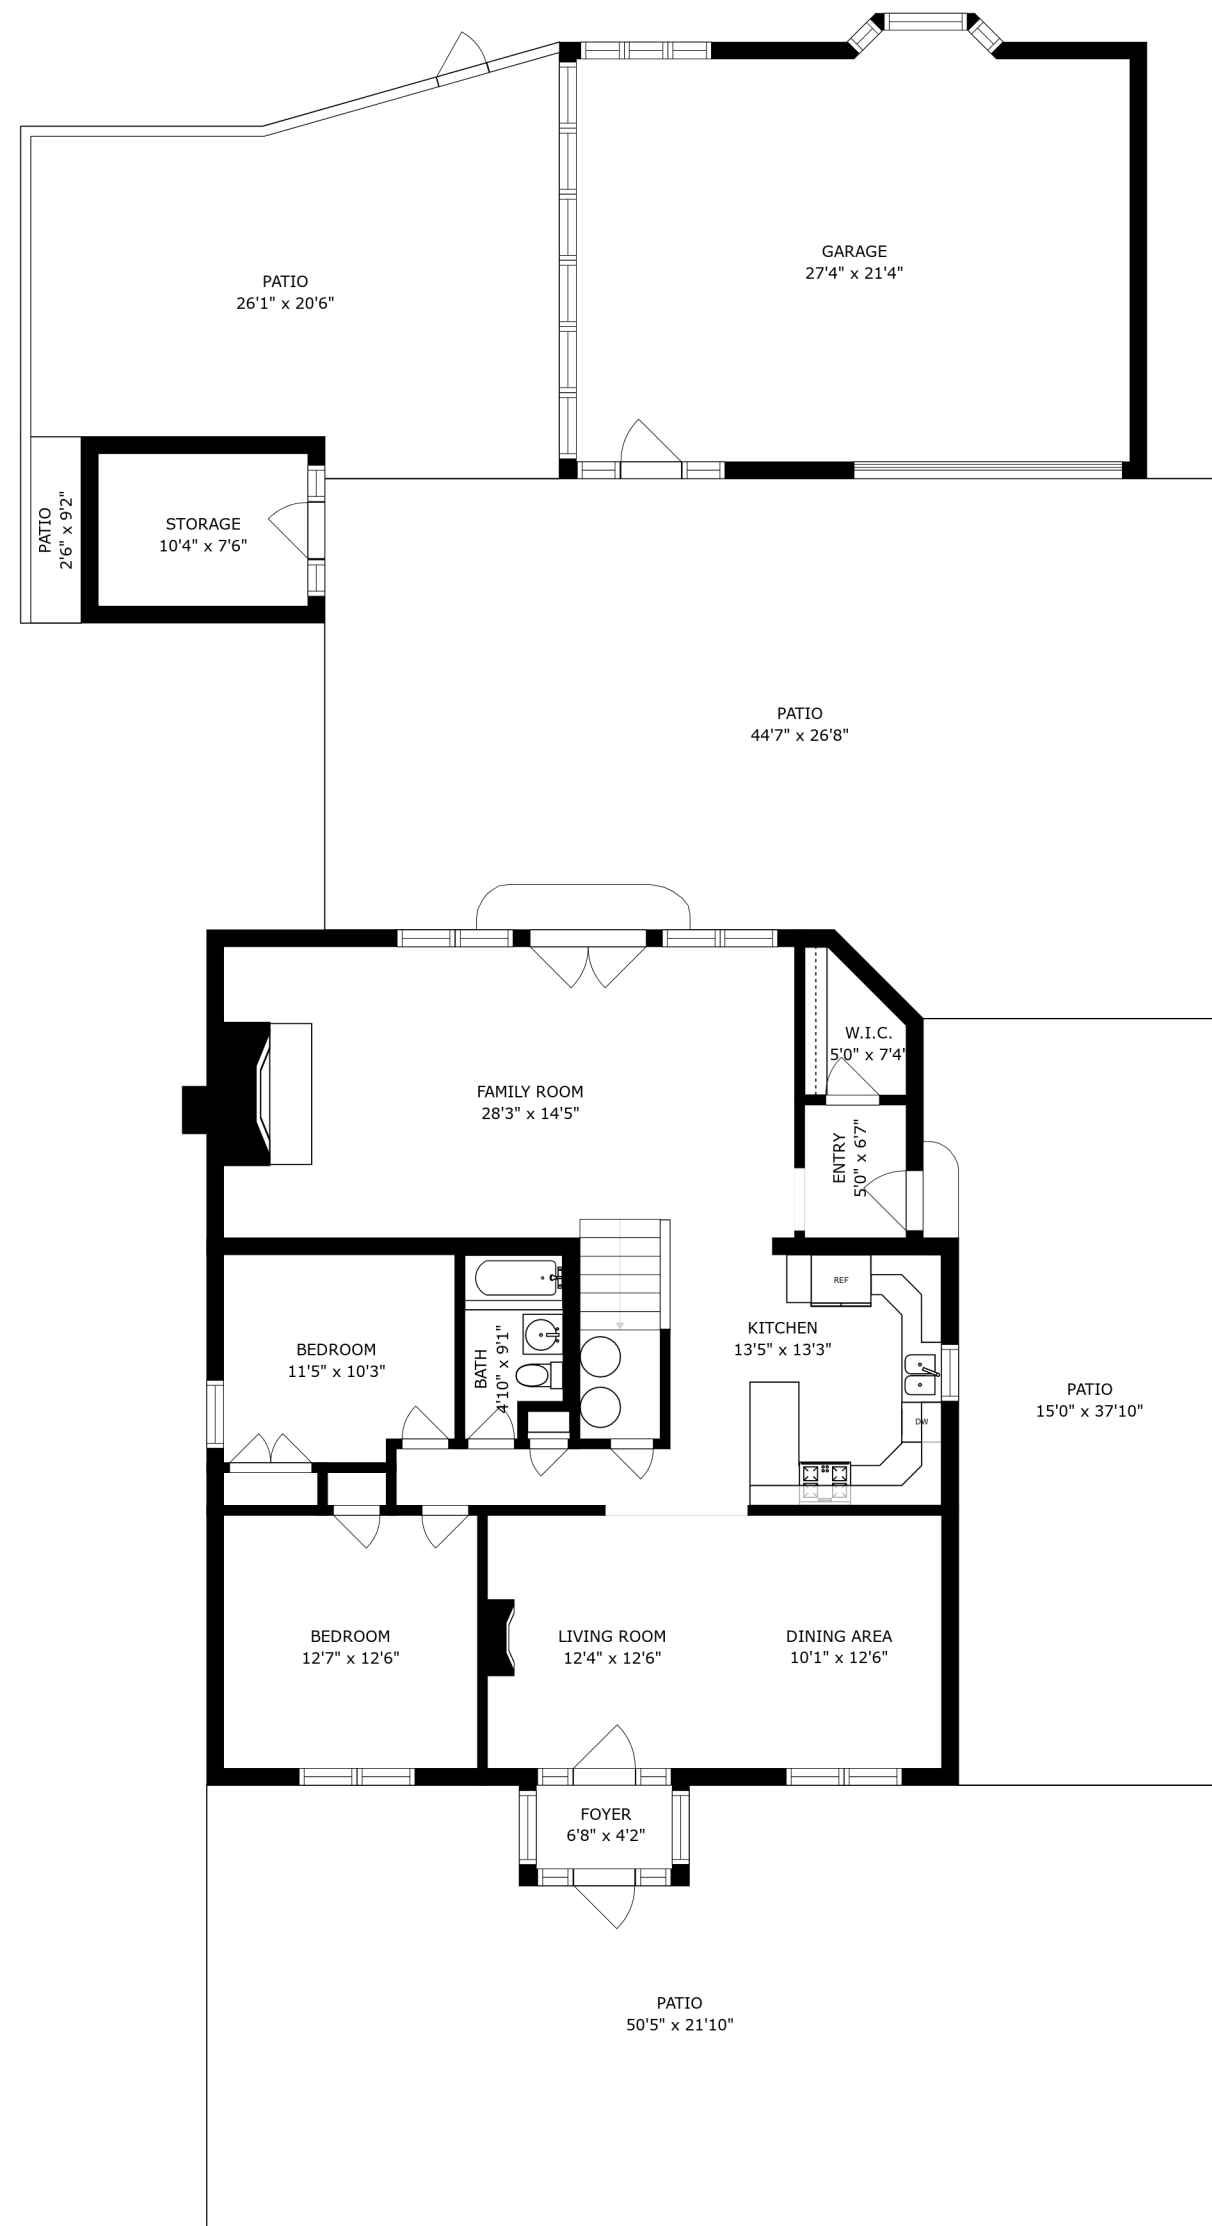 GARAGE
27'4" x 21'4"
PATIO
26'1" x 20'6"
PATIO
2'6" x 9'2"
STORAGE
10'4" x 7'6"
PATIO
44'7" x 26'8"
W.I.C.
5'0" x 7'4"
FAMILY ROOM
28'3" x 14'5"
ENTRY
5'0" x 6'7"
REF
KITCHEN
13'5" x 13'3"
BEDROOM
11'5" x 10'3"
BATH
4'10" x 9'1"
PATIO
15'0" x 37'10"
DW
BEDROOM
12'7" x 12'6"
LIVING ROOM
12'4" x 12'6"
DINING AREA
10'1" x 12'6"
FOYER
6'8" x 4'2"
PATIO
50'5" x 21'10"